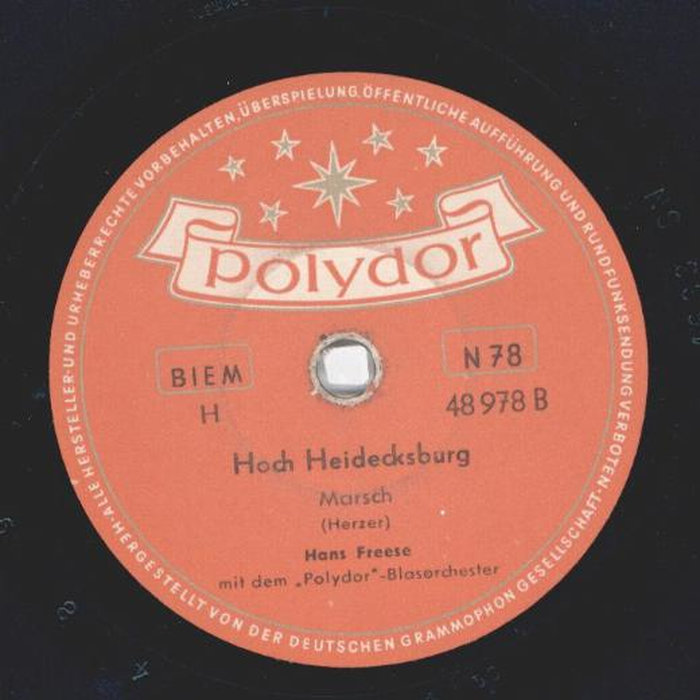 ALLE HERSTELLER-UND URHEBERRECHTE VORBEHALTEN, ÜBERSPIELUNG, ÖFFENTLICHE AUFFÜHRUNG UND RUNDFUNKSENDUNG VERBOTEN · HERGESTELLT VON DER DEUTSCHEN GRAMMOPHON GESELLSCHAFT ·
Polydor
BIEM N 78
H 48 978 B
Hoch Heidecksburg
Marsch
(Herzer)
Hans Freese
mit dem „Polydor"-Blasorchester